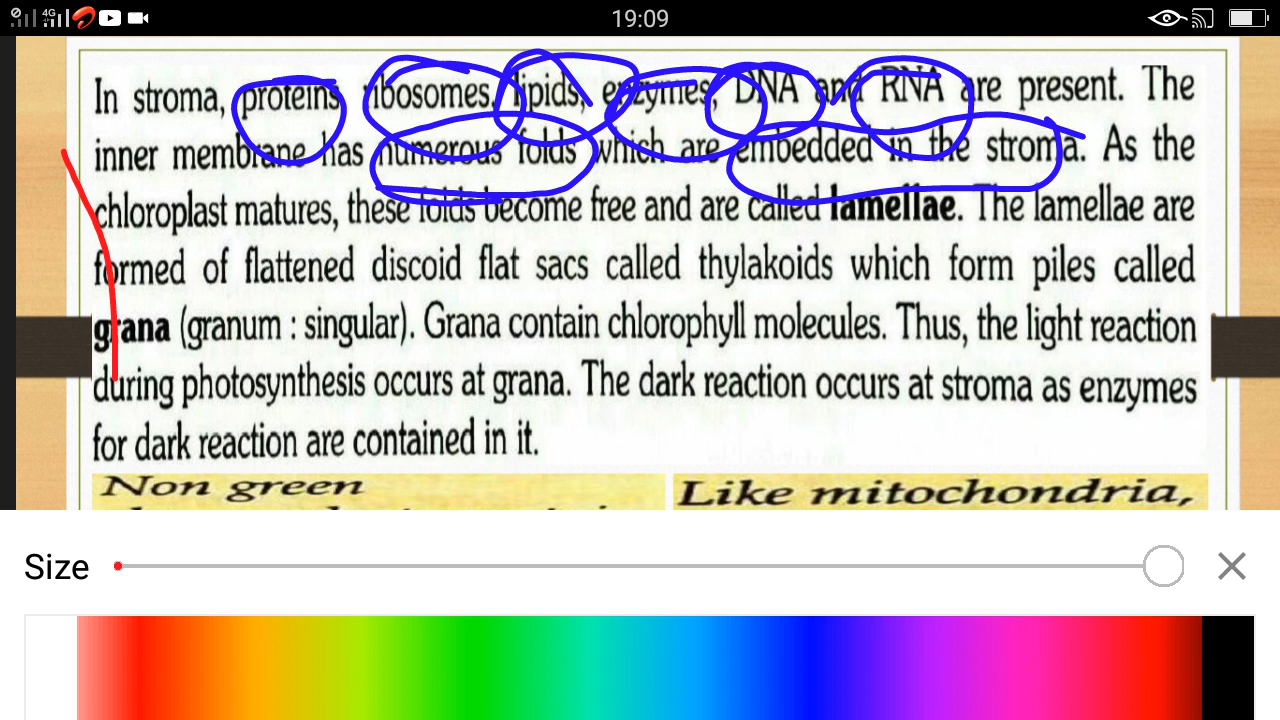 4G
19:09
In stroma, proteins ribosomes, lipids, enzymes, DNA and RNA are present. The
inner membrane has numerous folds which are embedded in the stroma. As the
chloroplast matures, these folds become free and are called lamellae. The lamellae are
formed of flattened discoid flat sacs called thylakoids which form piles called
grana (granum : singular). Grana contain chlorophyll molecules. Thus, the light reaction
during photosynthesis occurs at grana. The dark reaction occurs at stroma as enzymes
for dark reaction are contained in it.
Non green
Like mitochondria,
Size